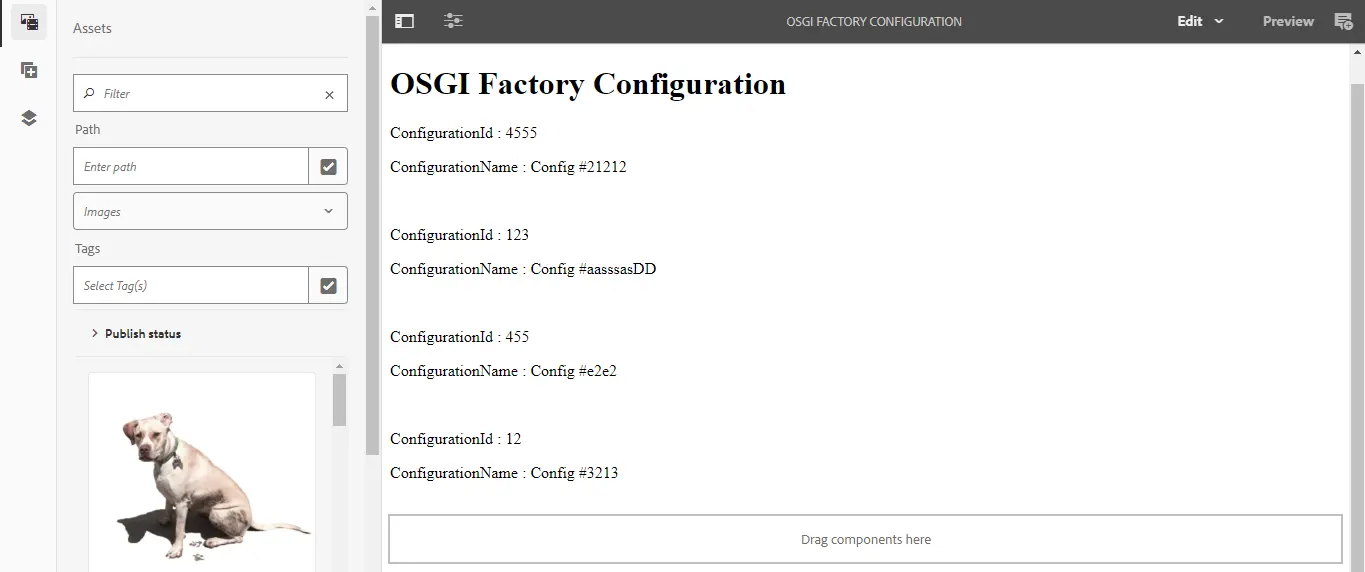 Assets
Filter
Path
Enter path
Images
Tags
Select Tag(s)
Publish status
OSGI FACTORY CONFIGURATION
Edit
Preview
OSGI Factory Configuration
ConfigurationId : 4555
ConfigurationName : Config #21212
ConfigurationId : 123
ConfigurationName : Config #aasssasDD
ConfigurationId : 455
ConfigurationName : Config #e2e2
ConfigurationId : 12
ConfigurationName : Config #3213
Drag components here